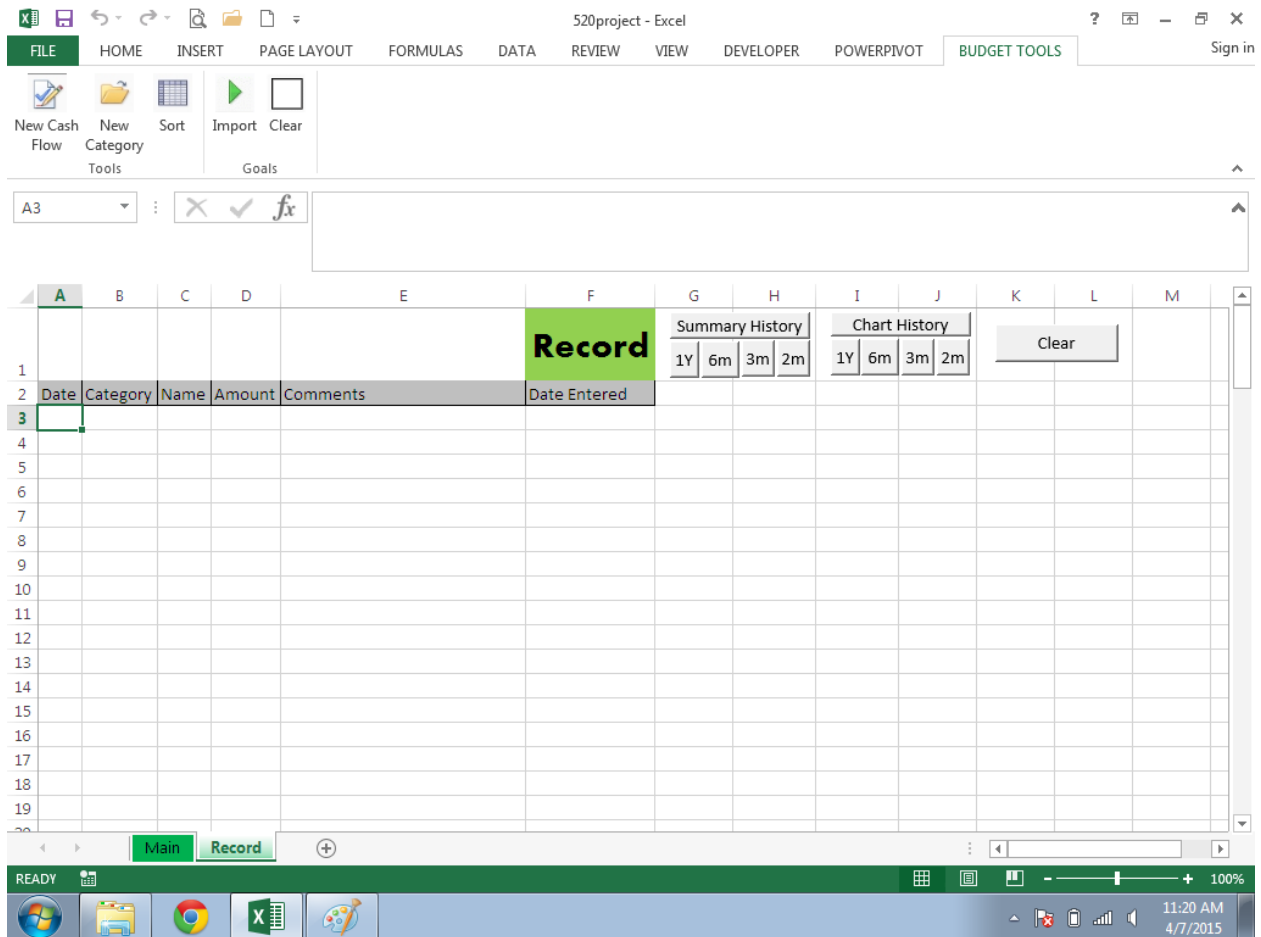 520project - Excel
FILE HOME INSERT PAGE LAYOUT FORMULAS DATA REVIEW VIEW DEVELOPER POWERPIVOT BUDGET TOOLS Sign in
New Cash Flow
New Category
Sort
Import
Clear
Tools
Goals
A3
fx
A B C D E F G H I J K L M
1
Record
Summary History
1Y 6m 3m 2m
Chart History
1Y 6m 3m 2m
Clear
2 Date Category Name Amount Comments Date Entered
3
4
5
6
7
8
9
10
11
12
13
14
15
16
17
18
19
20
Main Record
READY
100%
11:20 AM
4/7/2015